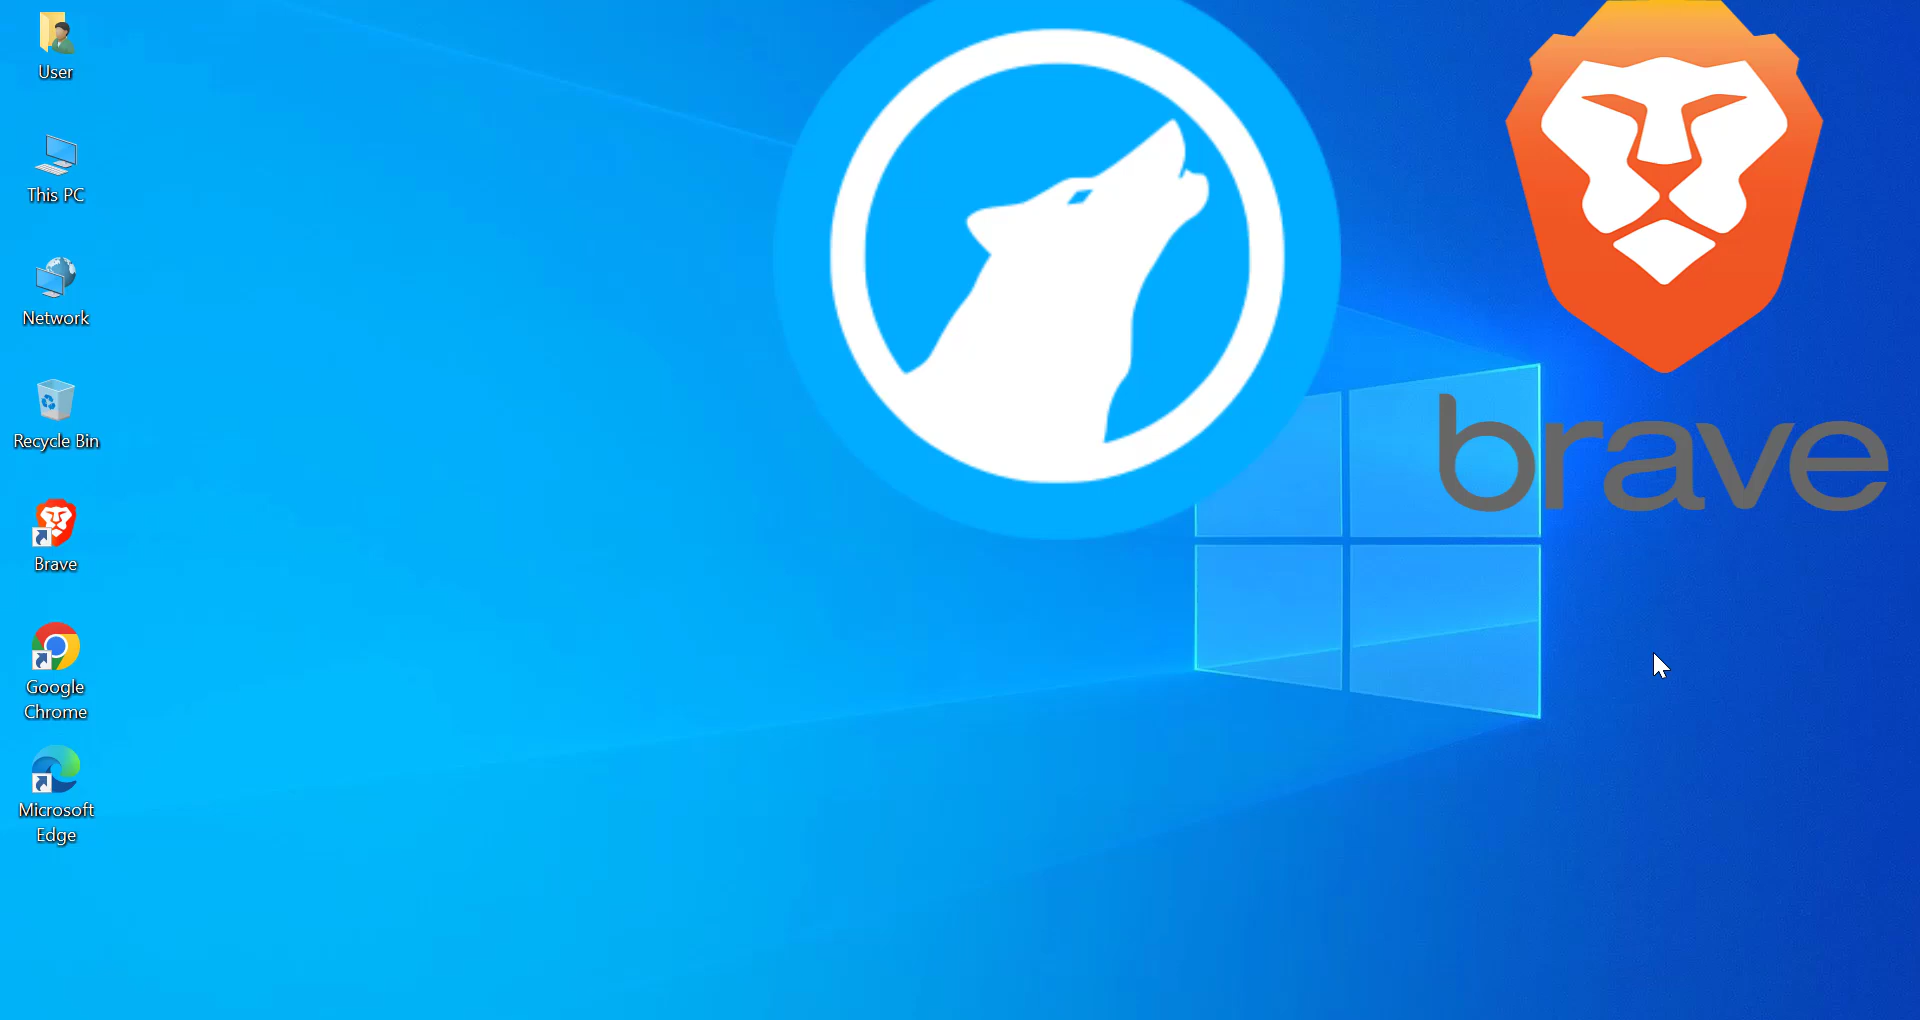 User
This PC
Network
Recycle Bin
Brave
Google
Chrome
Microsoft
Edge
brave